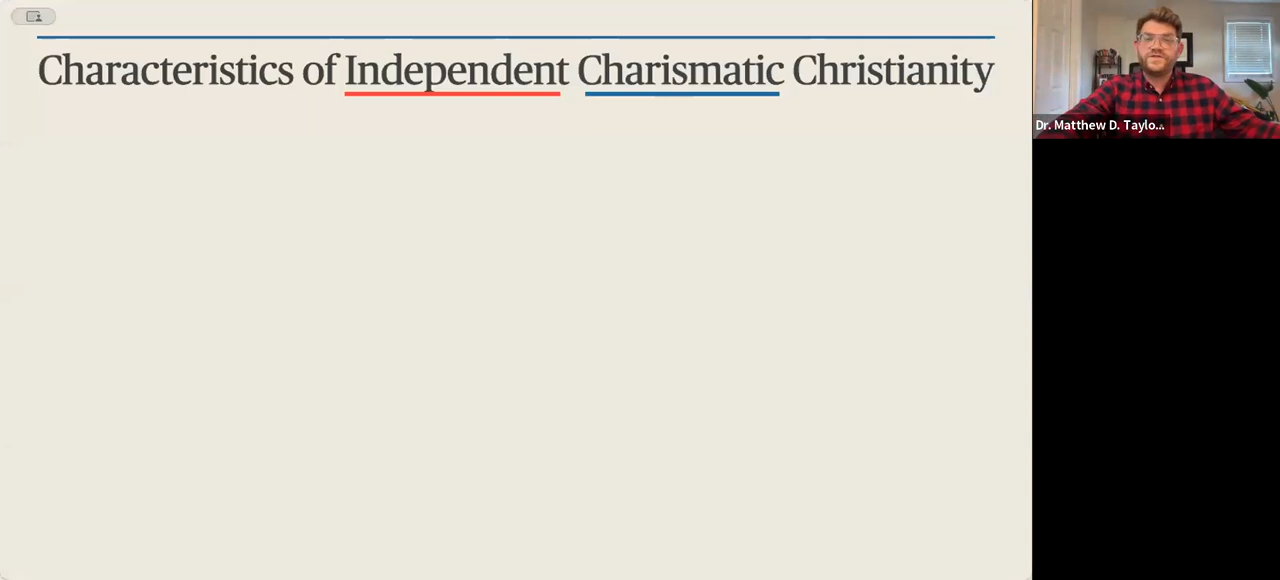 Characteristics of Independent Charismatic Christianity
Dr. Matthew D. Taylo...